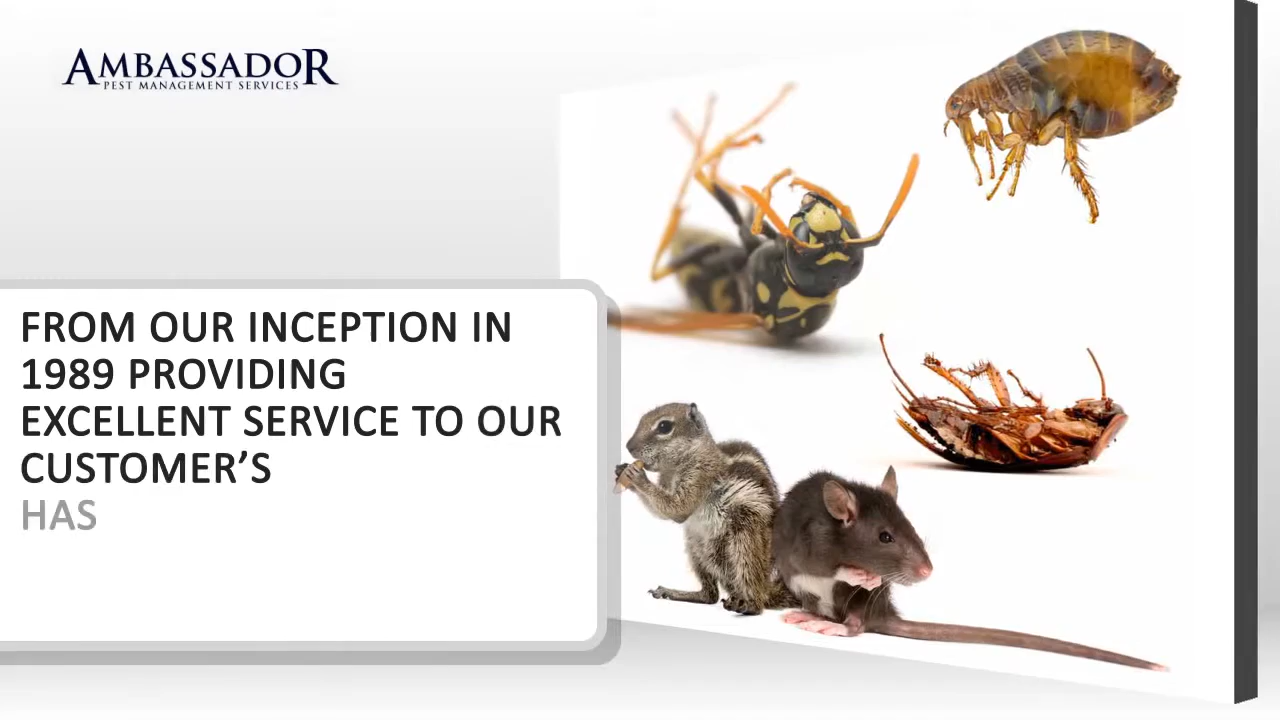 AMBASSADOR
PEST MANAGEMENT SERVICES
FROM OUR INCEPTION IN
1989 PROVIDING
EXCELLENT SERVICE TO OUR
CUSTOMER’S
HAS